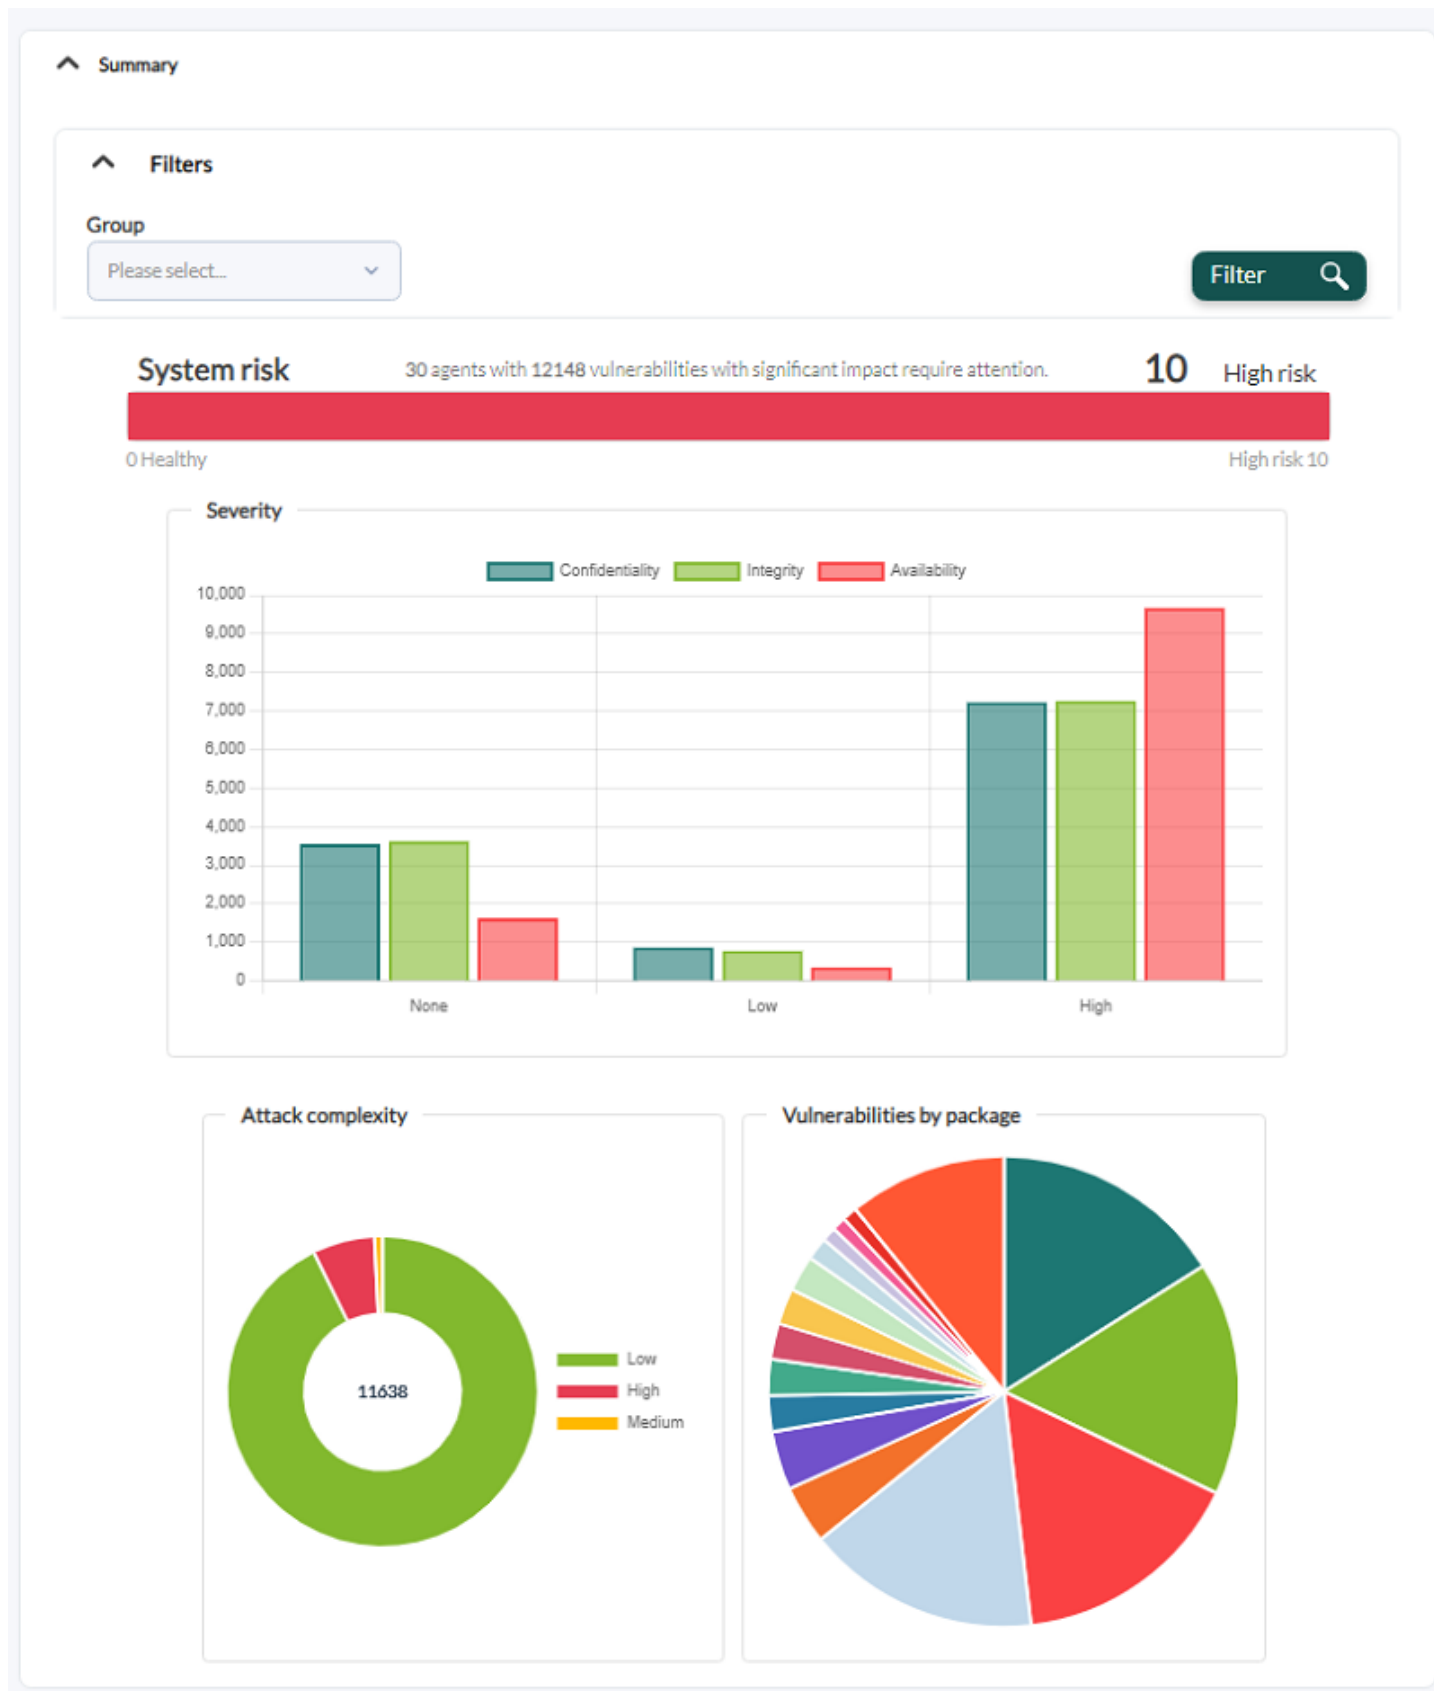 Summary
Filters
Group
Please select...
Filter
System risk 30 agents with 12148 vulnerabilities with significant impact require attention. 10 High risk
0 Healthy High risk 10
Severity
Confidentiality Integrity Availability
10,000
9,000
8,000
7,000
6,000
5,000
4,000
3,000
2,000
1,000
0
None Low High
Attack complexity
11638
Low
High
Medium
Vulnerabilities by package